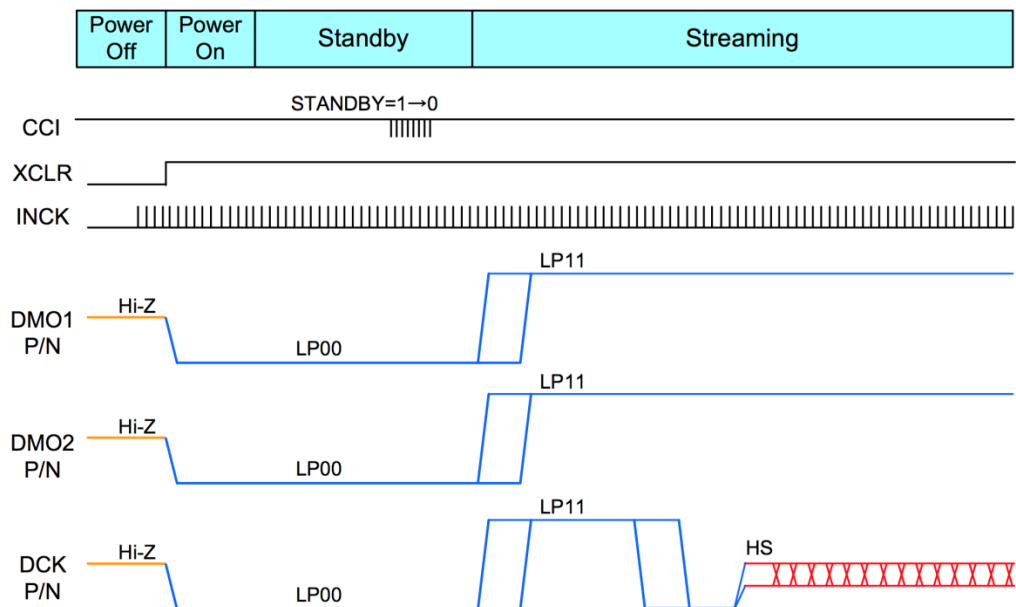 Power Off
Power On
Standby
Streaming
STANDBY=1→0
CCI
XCLR
INCK
LP11
Hi-Z
DMO1
P/N
LP00
LP11
Hi-Z
DMO2
P/N
LP00
LP11
Hi-Z
HS
DCK
P/N
LP00